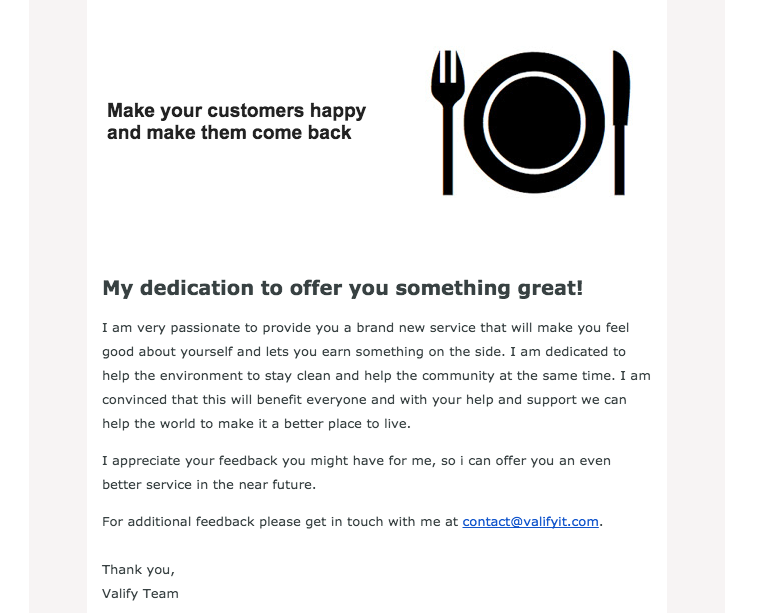 Make your customers happy
and make them come back
My dedication to offer you something great!
I am very passionate to provide you a brand new service that will make you feel
good about yourself and lets you earn something on the side. I am dedicated to
help the environment to stay clean and help the community at the same time. I am
convinced that this will benefit everyone and with your help and support we can
help the world to make it a better place to live.
I appreciate your feedback you might have for me, so i can offer you an even
better service in the near future.
For additional feedback please get in touch with me at contact@valifyit.com.
Thank you,
Valify Team